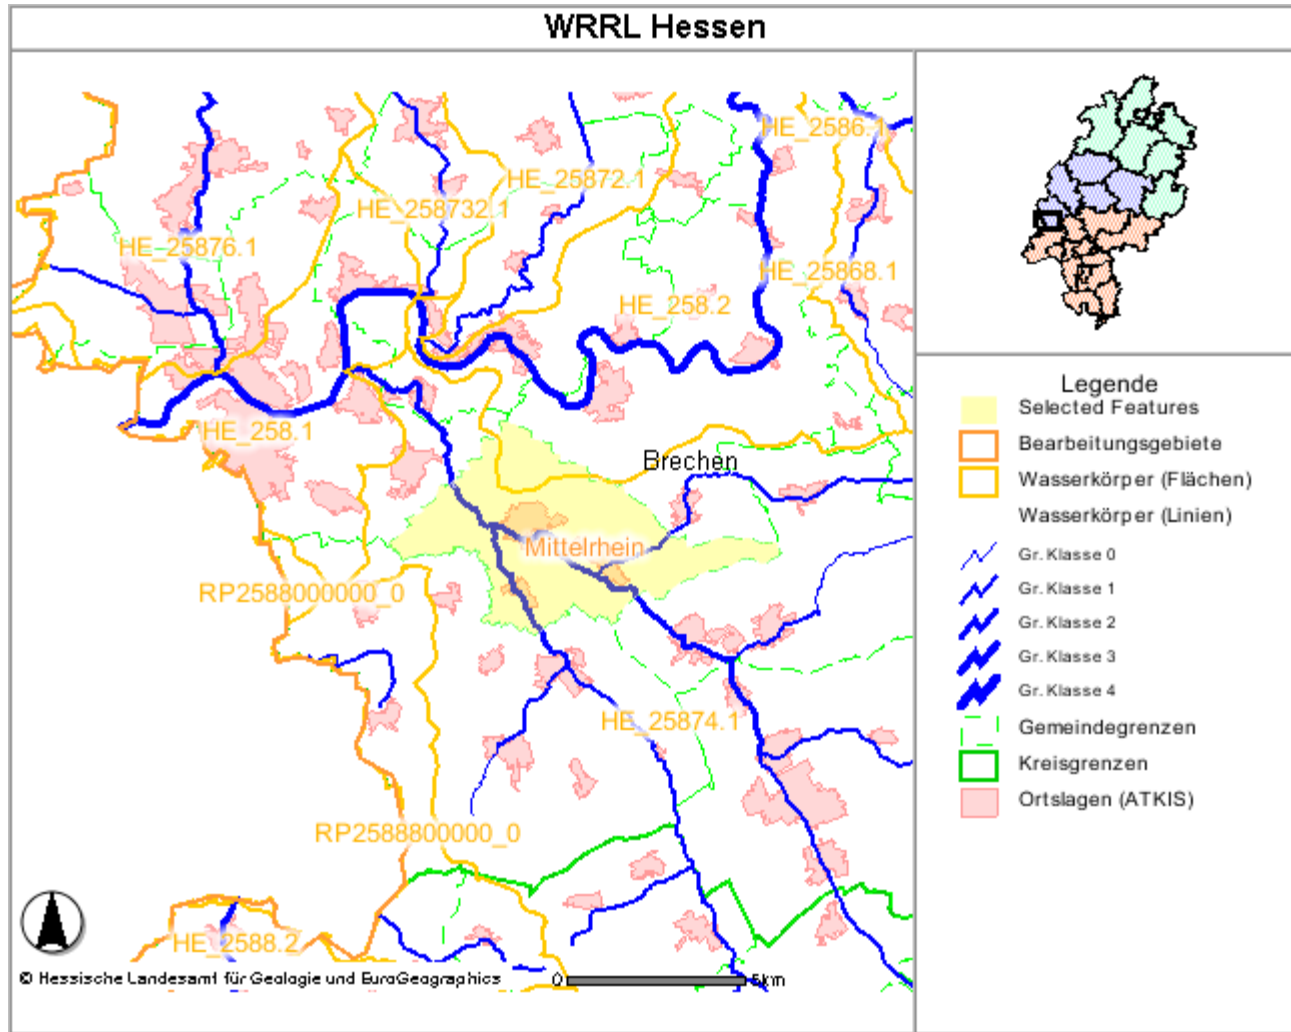 WRRL Hessen
HE_2586.1
HE_25872.1
HE_258732.1
HE_25876.1
HE_25868.1
HE_258.2
HE_258.1
Brechen
Mittelrhein
RP2588000000_0
HE_25874.1
RP2588800000_0
HE_2588.2
© Hessische Landesamt für Geologie und EuroGeographics
0 5km
Legende
Selected Features
Bearbeitungsgebiete
Wasserkörper (Flächen)
Wasserkörper (Linien)
Gr. Klasse 0
Gr. Klasse 1
Gr. Klasse 2
Gr. Klasse 3
Gr. Klasse 4
Gemeindegrenzen
Kreisgrenzen
Ortslagen (ATKIS)